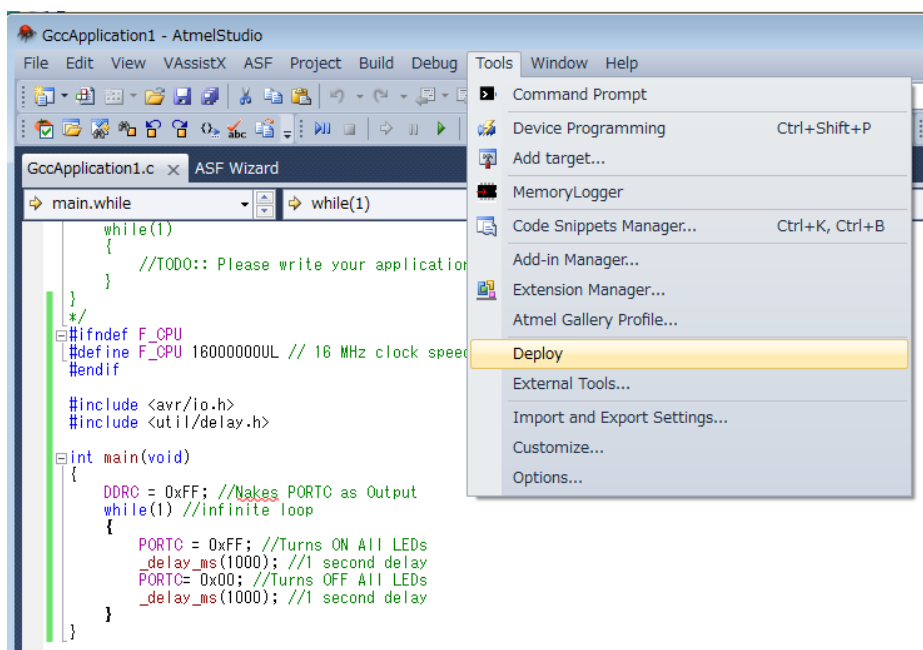 GccApplication1 - AtmelStudio
File Edit View VAssistX ASF Project Build Debug Tools Window Help
Command Prompt
Device Programming Ctrl+Shift+P
Add target...
MemoryLogger
Code Snippets Manager... Ctrl+K, Ctrl+B
Add-in Manager...
Extension Manager...
Atmel Gallery Profile...
Deploy
External Tools...
Import and Export Settings...
Customize...
Options...
GccApplication1.c ASF Wizard
main.while while(1)
while(1)
{
//TODO:: Please write your application
}
}
*/
#ifndef F_CPU
#define F_CPU 16000000UL // 16 MHz clock speed
#endif
#include <avr/io.h>
#include <util/delay.h>
int main(void)
{
DDRC = 0xFF; //Nakes PORTC as Output
while(1) //infinite loop
{
PORTC = 0xFF; //Turns ON All LEDs
_delay_ms(1000); //1 second delay
PORTC= 0x00; //Turns OFF All LEDs
_delay_ms(1000); //1 second delay
}
}